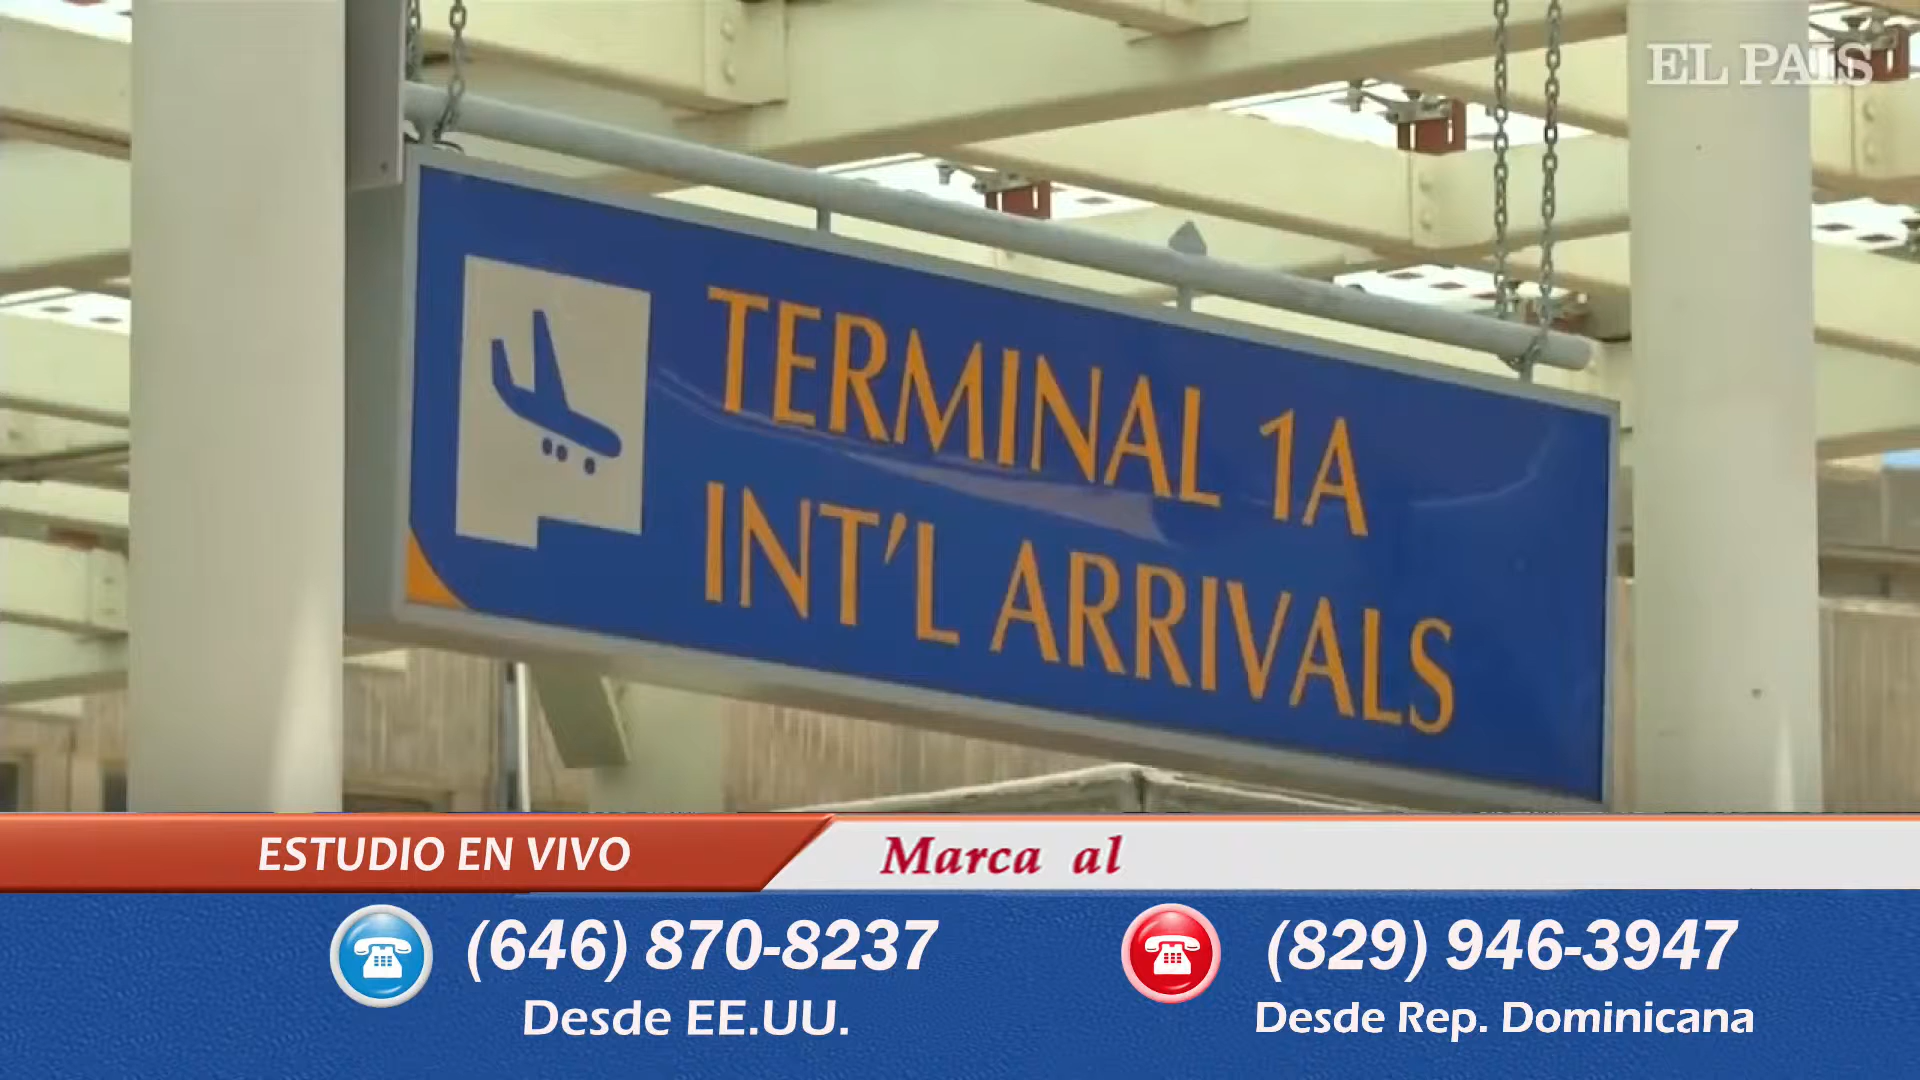 EL PAIS
TERMINAL 1A
INT'L ARRIVALS
ESTUDIO EN VIVO
Marca al
(646) 870-8237
Desde EE.UU.
(829) 946-3947
Desde Rep. Dominicana